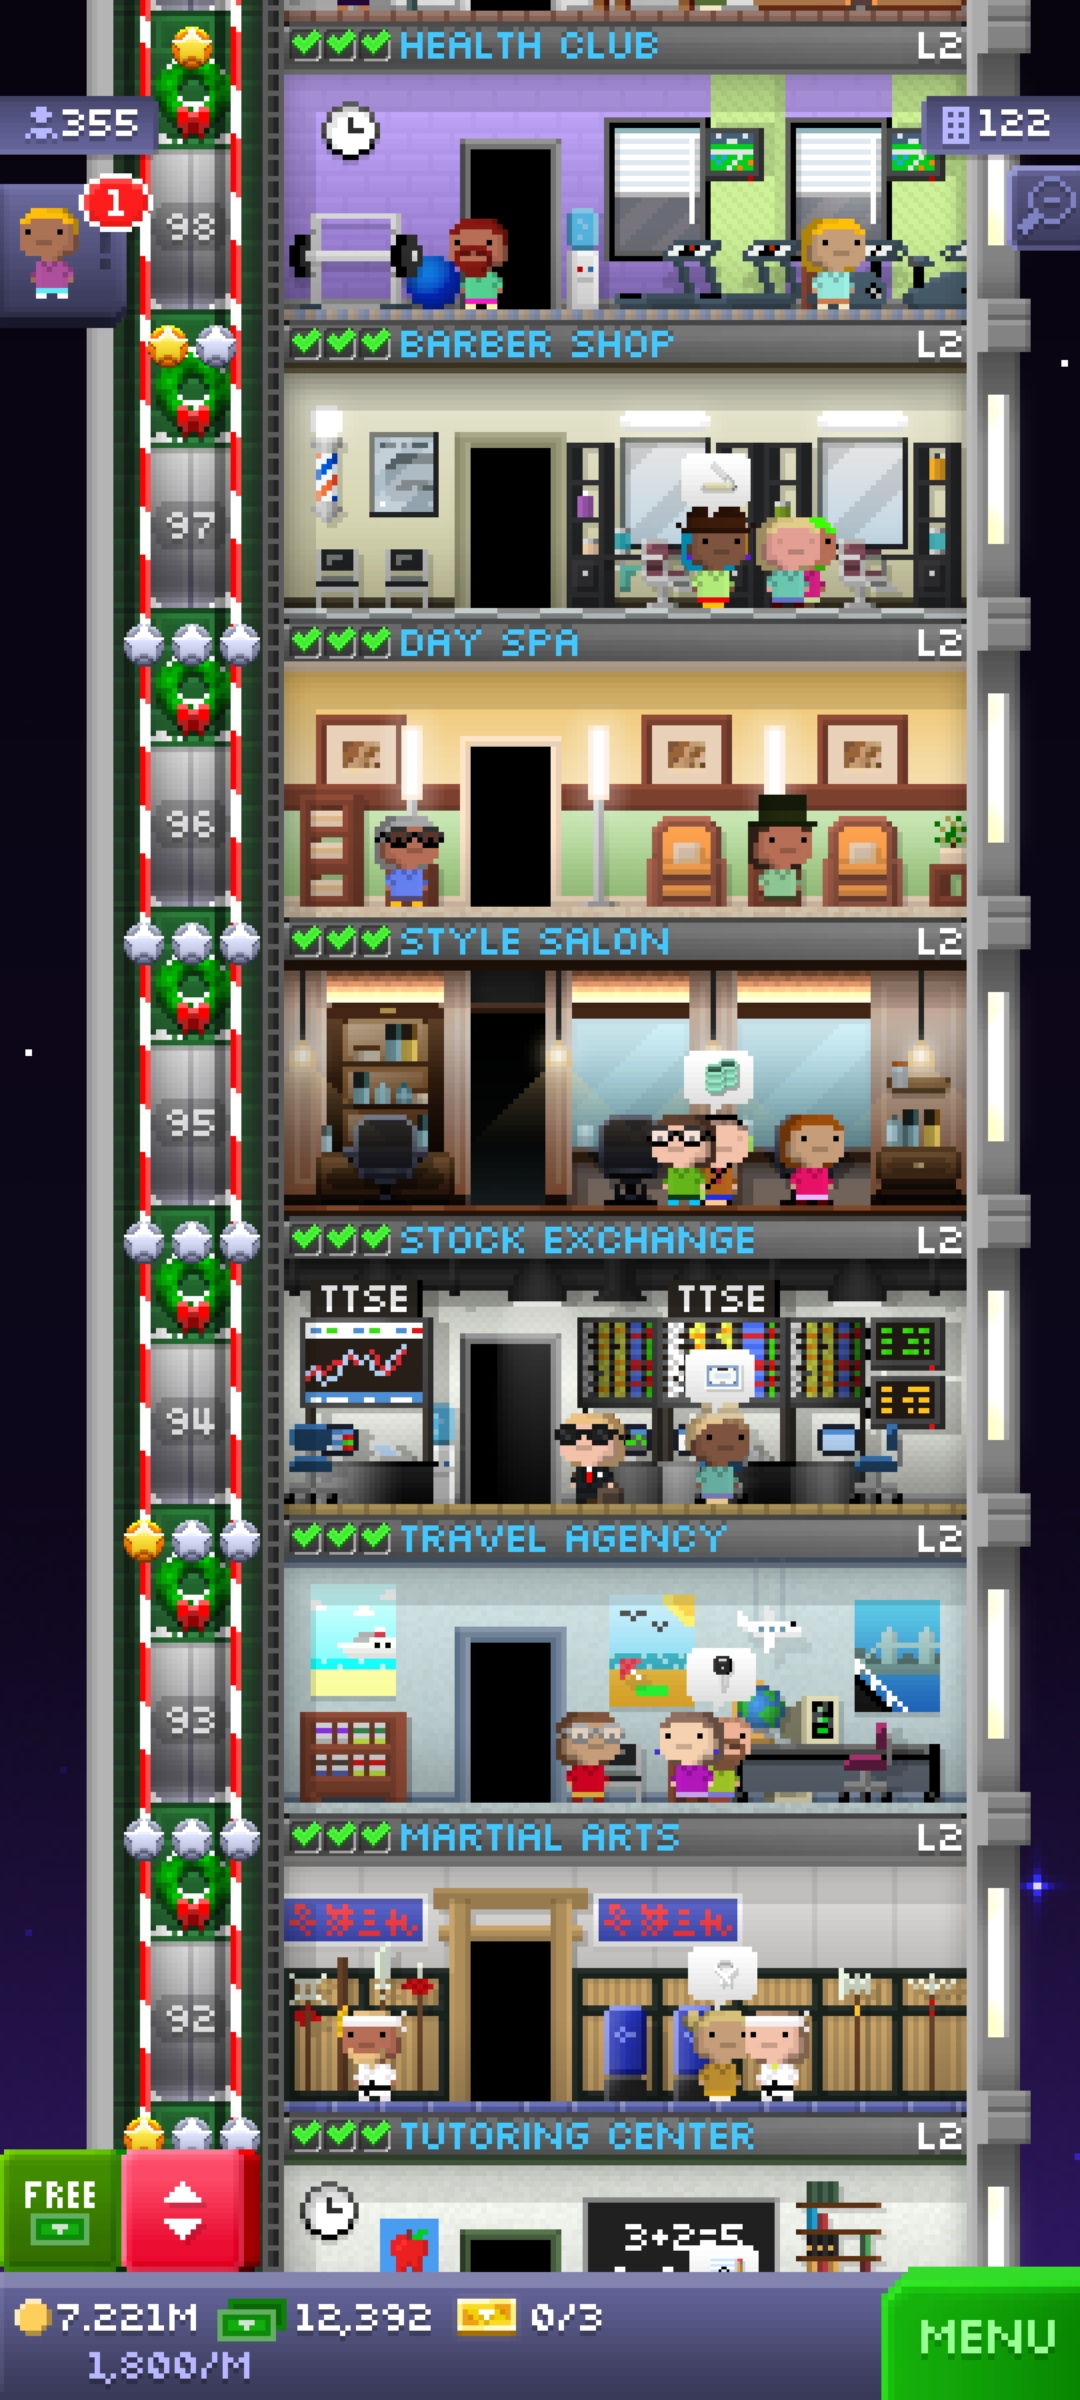 HEALTH CLUB L2
355
122
1
98
BARBER SHOP L2
97
DAY SPA L2
96
STYLE SALON L2
95
STOCK EXCHANGE L2
TTSE TTSE
94
TRAVEL AGENCY L2
93
MARTIAL ARTS L2
92
TUTORING CENTER L2
FREE
3+2=5
7.221M 12,392 0/3
1,800/M
MENU